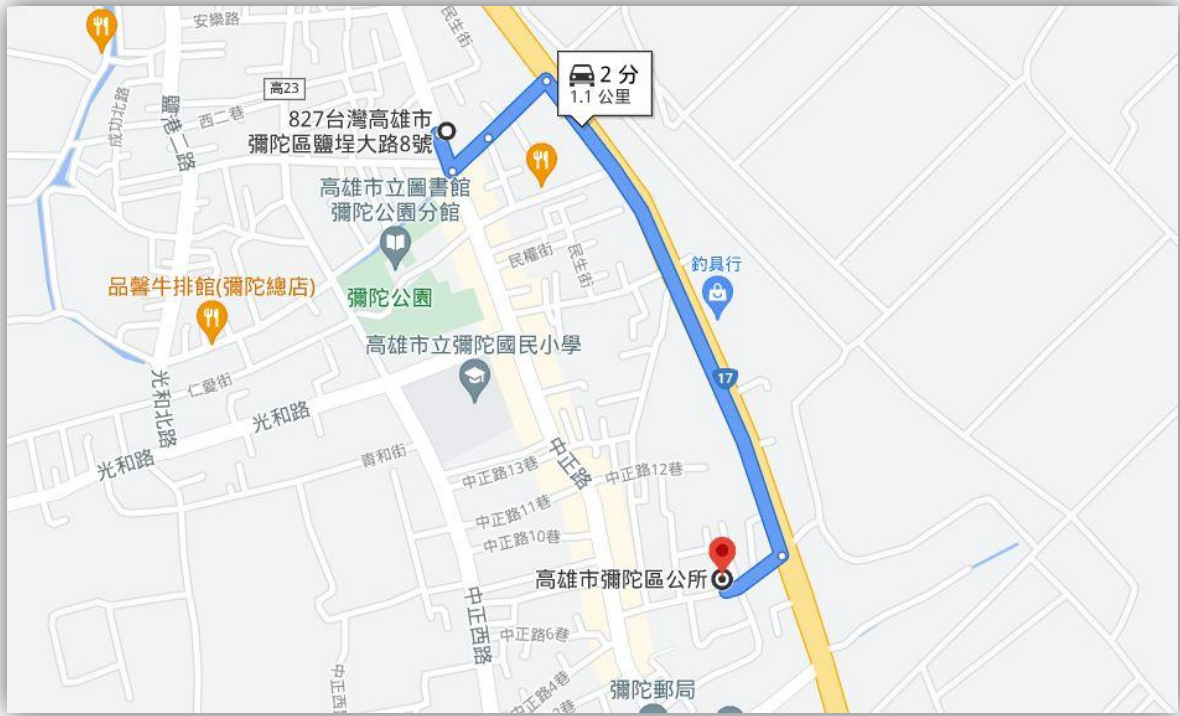 安樂路
民生街
2 分
1.1 公里
高23
成功北路
西二巷
鹽港二路
827台灣高雄市
彌陀區鹽埕大路8號
高雄市立圖書館
彌陀公園分館
民權街
民生街
釣具行
品馨牛排館(彌陀總店)
彌陀公園
高雄市立彌陀國民小學
17
仁愛街
光和北路
光和路
光和路
青和街
中正路
中正路13巷
中正路12巷
中正路11巷
中正路10巷
高雄市彌陀區公所
中正西路
中正路6巷
中正西
中正路4巷
彌陀郵局